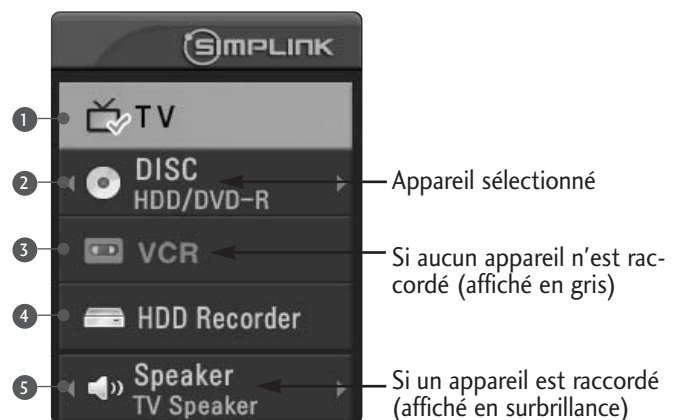 SIMPLINK
1 TV
2 DISC
HDD/DVD-R
Appareil sélectionné
3 VCR
Si aucun appareil n’est rac-
cordé (affiché en gris)
4 HDD Recorder
5 Speaker
TV Speaker
Si un appareil est raccordé
(affiché en surbrillance)